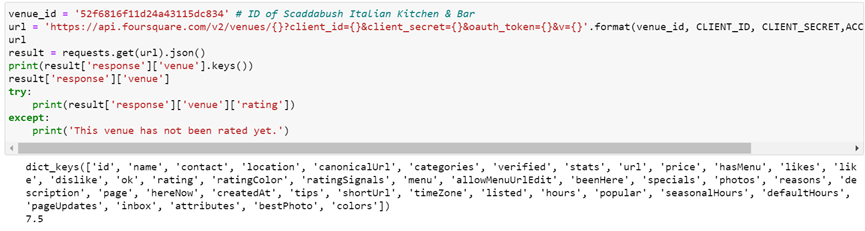 venue_id = '52f6816f11d24a43115dc834' # ID of Scaddabush Italian Kitchen & Bar
url = 'https://api.foursquare.com/v2/venues/{}?client_id={}&client_secret={}&oauth_token={}&v={}'.format(venue_id, CLIENT_ID, CLIENT_SECRET,ACC
url
result = requests.get(url).json()
print(result['response']['venue'].keys())
result['response']['venue']
try:
    print(result['response']['venue']['rating'])
except:
    print('This venue has not been rated yet.')
dict_keys(['id', 'name', 'contact', 'location', 'canonicalUrl', 'categories', 'verified', 'stats', 'url', 'price', 'hasMenu', 'likes', 'lik
e', 'dislike', 'ok', 'rating', 'ratingColor', 'ratingSignals', 'menu', 'allowMenuUrlEdit', 'beenHere', 'specials', 'photos', 'reasons', 'de
scription', 'page', 'hereNow', 'createdAt', 'tips', 'shortUrl', 'timeZone', 'listed', 'hours', 'popular', 'seasonalHours', 'defaultHours',
'pageUpdates', 'inbox', 'attributes', 'bestPhoto', 'colors'])
7.5